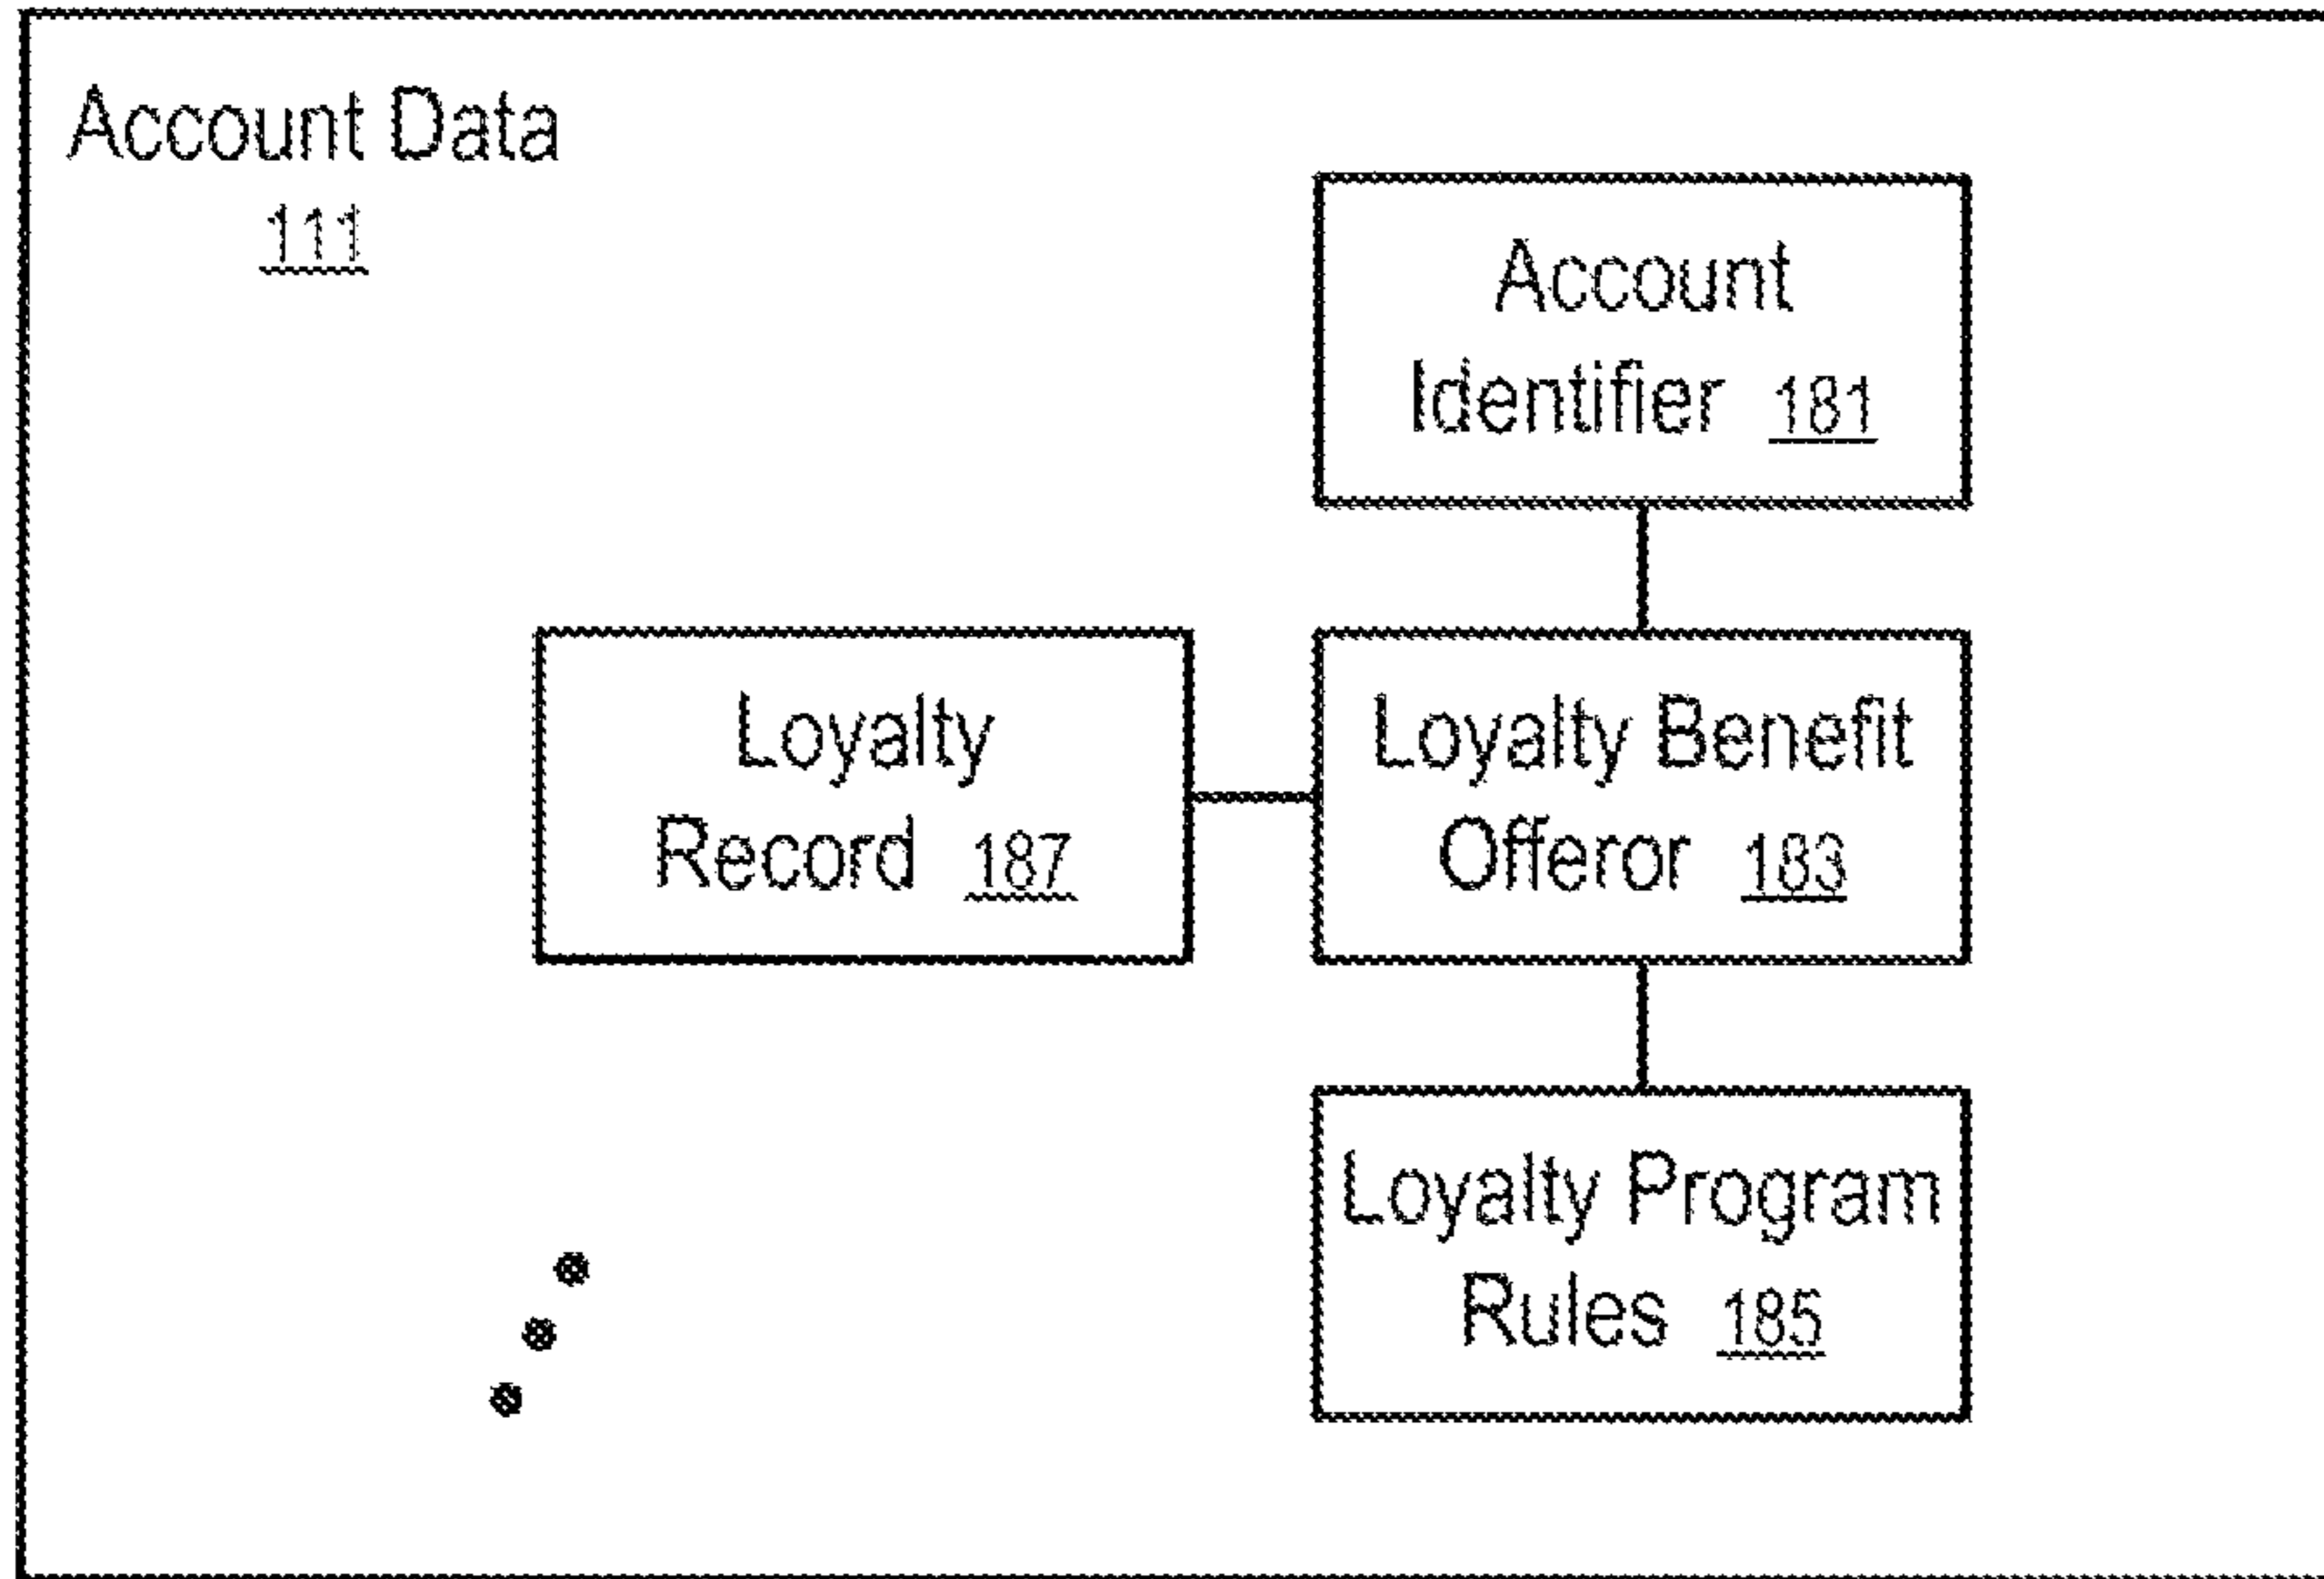 Account Data
111
Account
Identifier 181
Loyalty
Record 187
Loyalty Benefit
Offeror 183
Loyalty Program
Rules 185